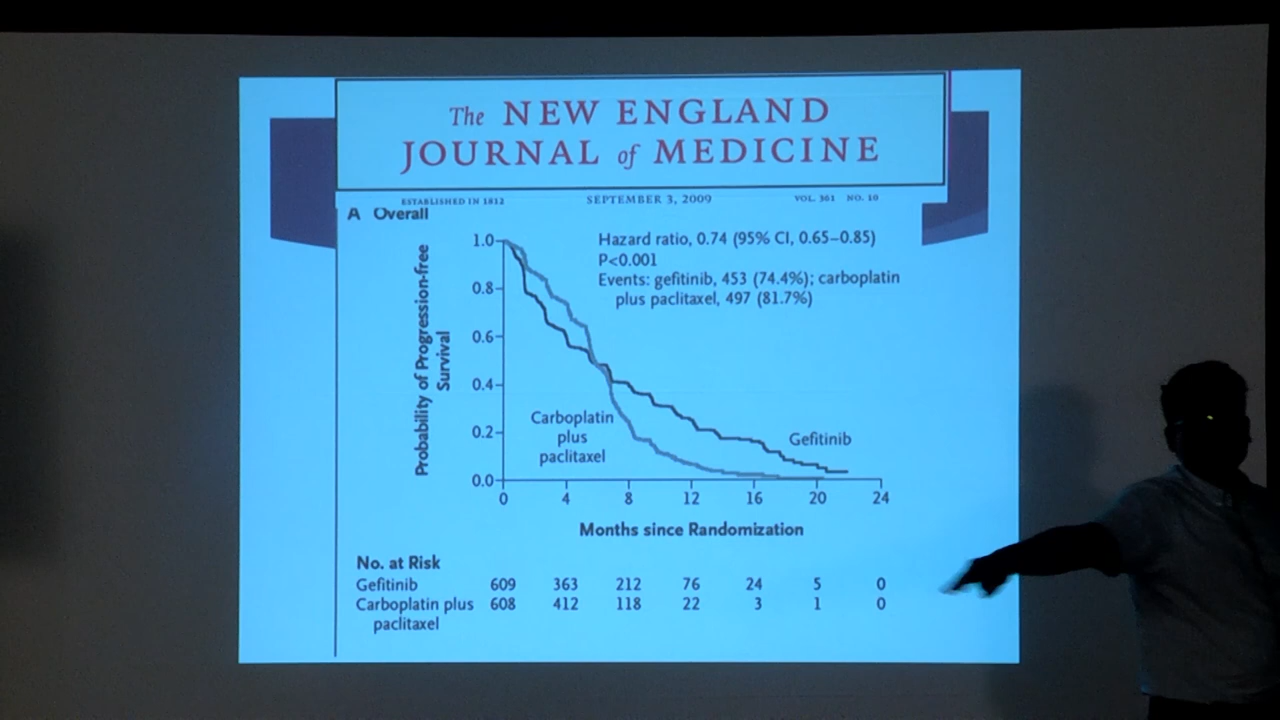 The NEW ENGLAND
JOURNAL of MEDICINE
ESTABLISHED IN 1812 SEPTEMBER 3, 2009 VOL. 361 NO. 10
A Overall
Hazard ratio, 0.74 (95% CI, 0.65–0.85)
P<0.001
Events: gefitinib, 453 (74.4%); carboplatin
plus paclitaxel, 497 (81.7%)
Probability of Progression-free
Survival
1.0
0.8
0.6
0.4
0.2
0.0
Carboplatin
plus
paclitaxel
Gefitinib
0 4 8 12 16 20 24
Months since Randomization
No. at Risk
Gefitinib 609 363 212 76 24 5 0
Carboplatin plus 608 412 118 22 3 1 0
paclitaxel